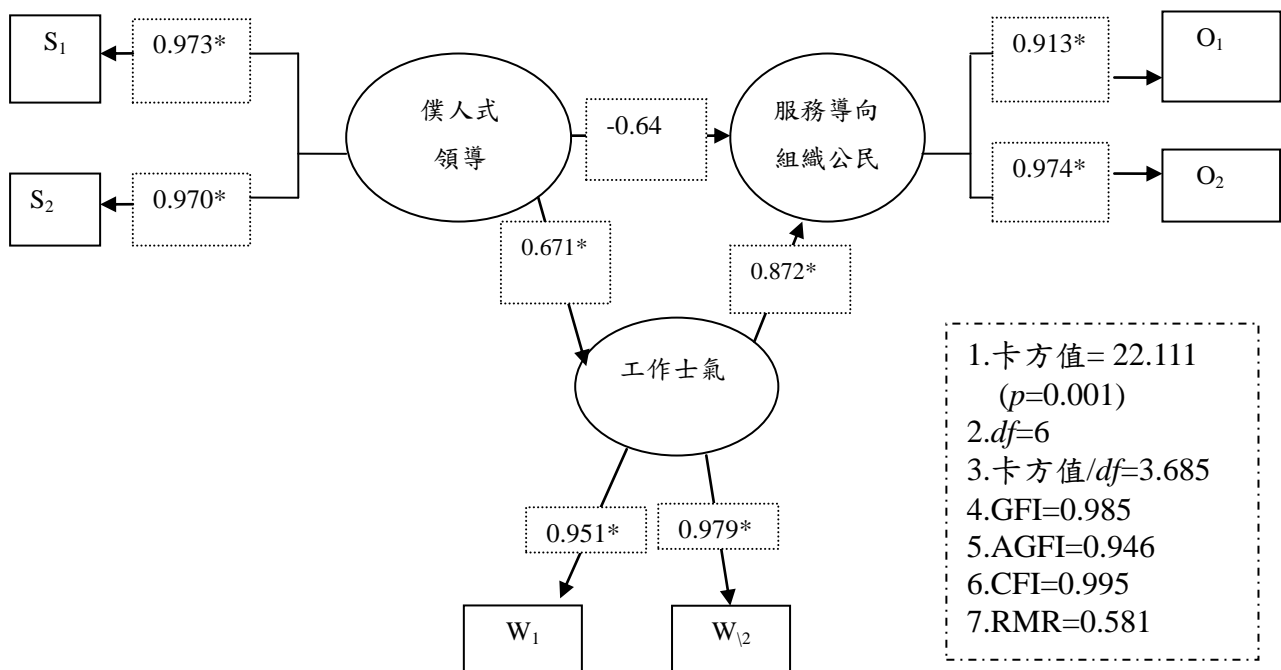 S₁
0.973*
S₂
0.970*
僕人式
領導
-0.64
服務導向
組織公民
0.913*
O₁
0.974*
O₂
0.671*
0.872*
工作士氣
0.951*
0.979*
W₁
W\₂
1.卡方值= 22.111
(p=0.001)
2.df=6
3.卡方值/df=3.685
4.GFI=0.985
5.AGFI=0.946
6.CFI=0.995
7.RMR=0.581